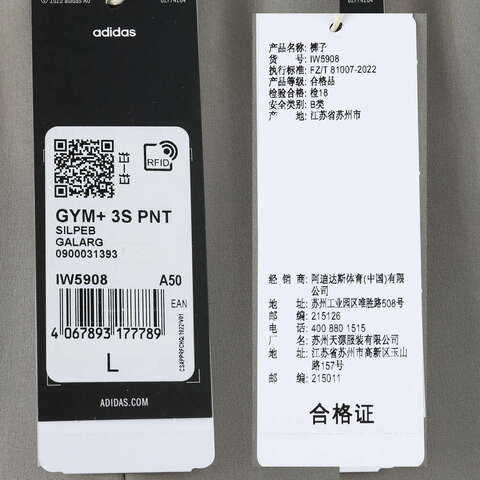 adidas
RFID
E1-E1
GYM+ 3S PNT
SILPEB
GALARG
0900031393
IW5908 A50
EAN
4 067893 177789
L
ADIDAS.COM
产品名称: 裤子
货 号: IW5908
执行标准: FZ/T 81007-2022
产品等级: 合格品
检验合格: 检18
安全类别: B类
产 地: 江苏省苏州市
经 销 商: 阿迪达斯体育(中国)有限
公司
地 址: 苏州工业园区唯胜路508号
邮 编: 215126
电 话: 400 880 1515
厂 名: 苏州天源服装有限公司
地 址: 江苏省苏州市高新区玉山
路157号
邮 编: 215011
合格证